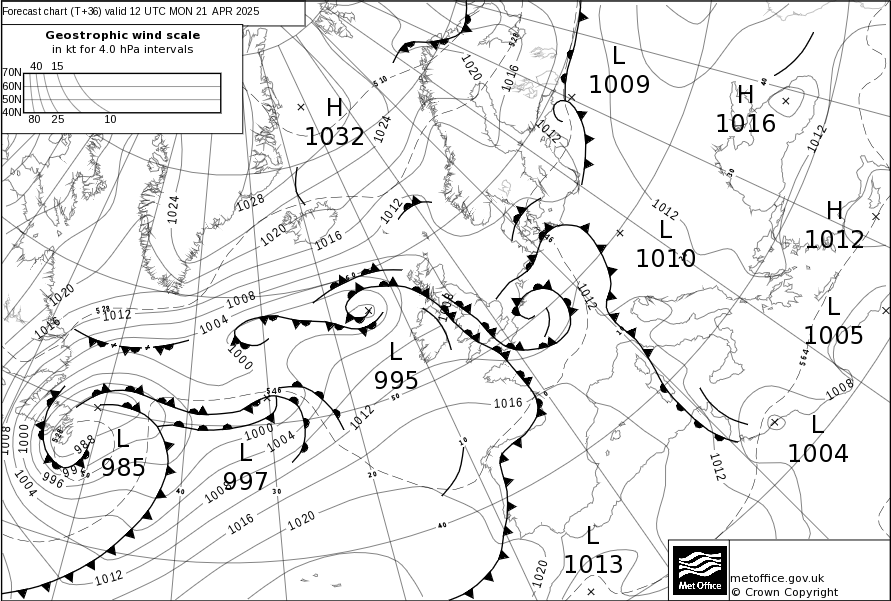 Forecast chart (T+36) valid 12 UTC MON 21 APR 2025
Geostrophic wind scale
in kt for 4.0 hPa intervals
40 15
70N
60N
50N
40N
80 25 10
L
1009
H
1016
H
1032
H
1012
L
1010
L
1005
L
995
L
1004
L
985
L
997
L
1013
510
528
1020
1016
1024
1012
1012
40
30
1028
1024
1020
1016
1012
1012
546
1020
1016
528
1012
1008
1004
1000
1012
564
1008
546
1016
50
1012
1000
1004
1008
1000
1008
988
996
1004
40
30
20
10
40
1016
1020
1012
1012
1020
Met Office
metoffice.gov.uk
© Crown Copyright